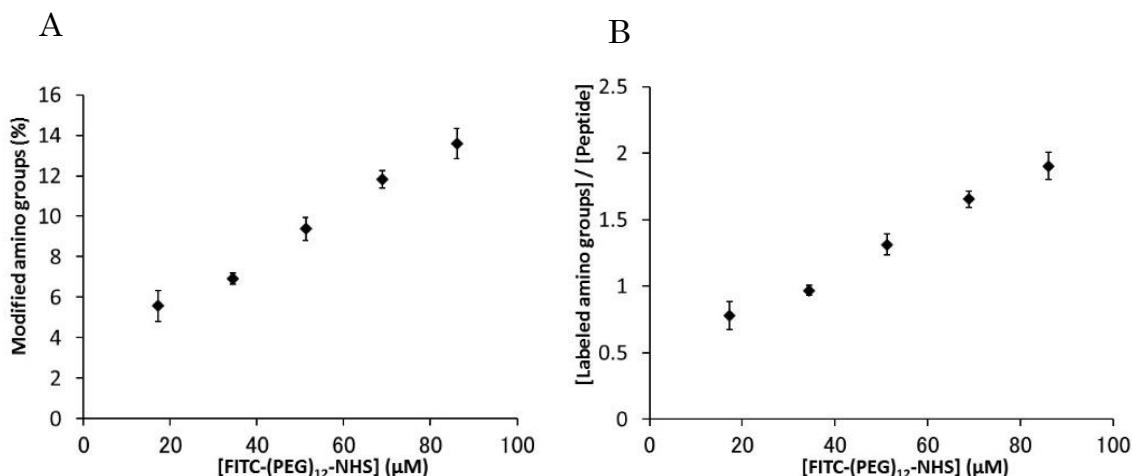 A
Modified amino groups (%)
16
14
12
10
8
6
4
2
0
0 20 40 60 80 100
[FITC-(PEG)₁₂-NHS] (μM)
B
[Labeled amino groups] / [Peptide]
2.5
2
1.5
1
0.5
0
0 20 40 60 80 100
[FITC-(PEG)₁₂-NHS] (μM)